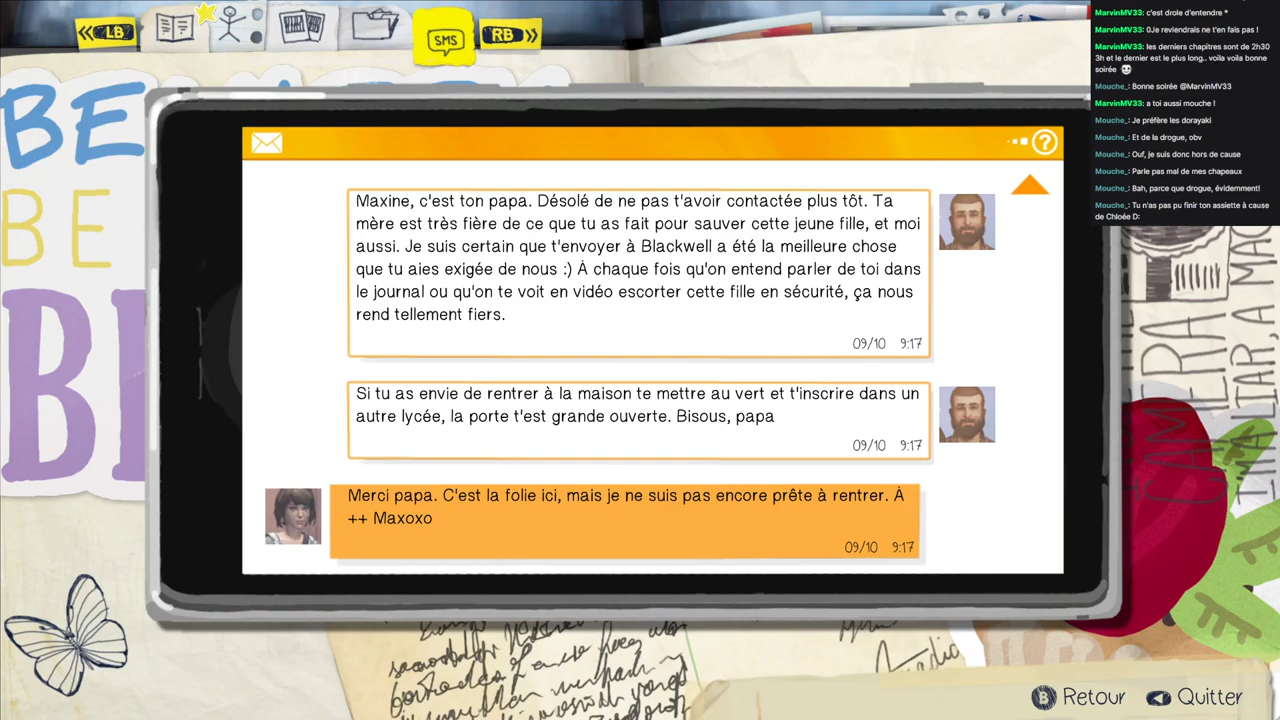 LB
SMS
RB
MarvinMV33: c'est drole d'entendre *
MarvinMV33: 0Je reviendrais ne t'en fais pas !
MarvinMV33: les derniers chapitres sont de 2h30
3h et le dernier est le plus long.. voila voila bonne
soirée
Mouche_: Bonne soirée @MarvinMV33
MarvinMV33: a toi aussi mouche !
Mouche_: Je préfère les dorayaki
Mouche_: Et de la drogue, obv
Mouche_: Ouf, je suis donc hors de cause
Mouche_: Parle pas mal de mes chapeaux
Mouche_: Bah, parce que drogue, évidemment!
Mouche_: Tu n'as pas pu finir ton assiette à cause
de Chloée D:
BE
BE
Maxine, c'est ton papa. Désolé de ne pas t'avoir contactée plus tôt. Ta
mère est très fière de ce que tu as fait pour sauver cette jeune fille, et moi
aussi. Je suis certain que t'envoyer à Blackwell a été la meilleure chose
que tu aies exigée de nous :) À chaque fois qu'on entend parler de toi dans
le journal ou qu'on te voit en vidéo escorter cette fille en sécurité, ça nous
rend tellement fiers.
09/10 9:17
Si tu as envie de rentrer à la maison te mettre au vert et t'inscrire dans un
autre lycée, la porte t'est grande ouverte. Bisous, papa
09/10 9:17
Merci papa. C'est la folie ici, mais je ne suis pas encore prête à rentrer. À
++ Maxoxo
09/10 9:17
B Retour
Quitter